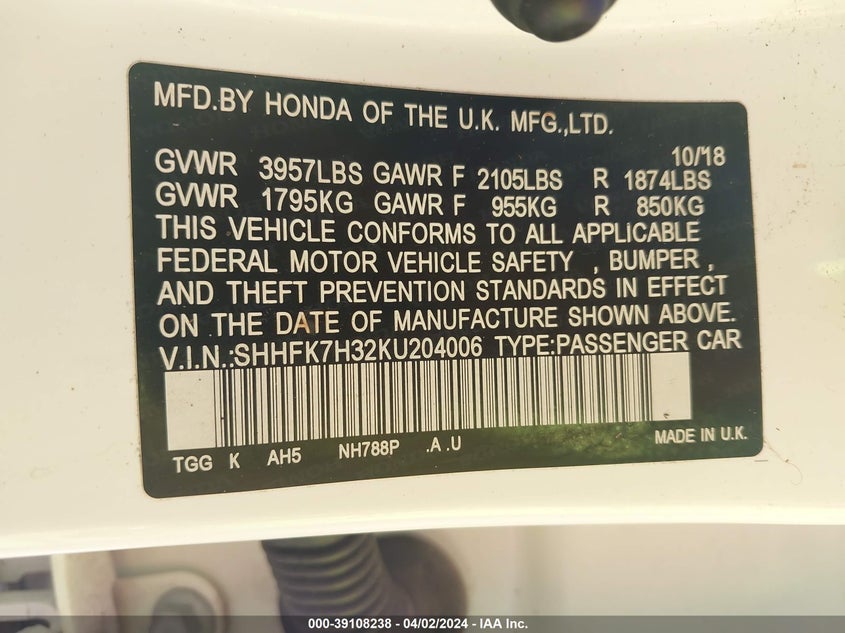 MFD.BY HONDA OF THE U.K. MFG.,LTD.
10/'18
GVWR 3957LBS GAWR F 2105LBS R 1874LBS
GVWR 1795KG GAWR F 955KG R 850KG
THIS VEHICLE CONFORMS TO ALL APPLICABLE
FEDERAL MOTOR VEHICLE SAFETY , BUMPER ,
AND THEFT PREVENTION STANDARDS IN EFFECT
ON THE DATE OF MANUFACTURE SHOWN ABOVE.
V.I.N.:SHHFK7H32KU204006 TYPE:PASSENGER CAR
TGG K AH5 NH788P .A .U MADE IN U.K.
000-39108238 - 04/02/2024 - IAA Inc.